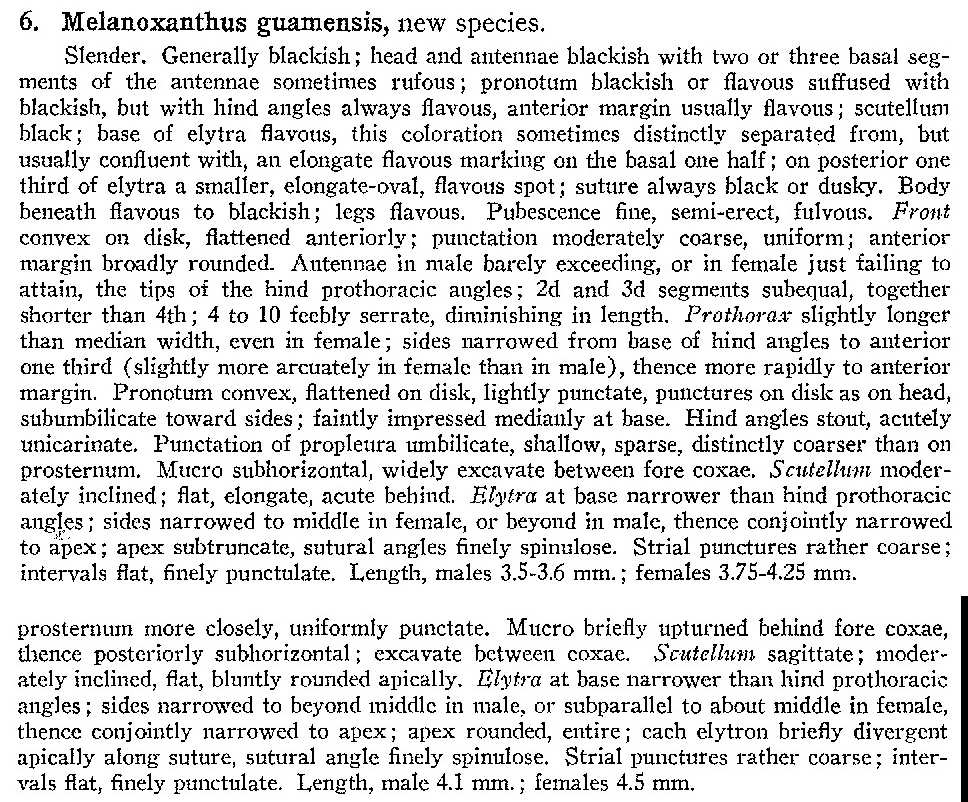 6. Melanoxanthus guamensis, new species.
Slender. Generally blackish; head and antennae blackish with two or three basal seg-
ments of the antennae sometimes rufous; pronotum blackish or flavous suffused with
blackish, but with hind angles always flavous, anterior margin usually flavous; scutellum
black; base of elytra flavous, this coloration sometimes distinctly separated from, but
usually confluent with, an elongate flavous marking on the basal one half; on posterior one
third of elytra a smaller, elongate-oval, flavous spot; suture always black or dusky. Body
beneath flavous to blackish; legs flavous. Pubescence fine, semi-erect, fulvous. Front
convex on disk, flattened anteriorly; punctation moderately coarse, uniform; anterior
margin broadly rounded. Antennae in male barely exceeding, or in female just failing to
attain, the tips of the hind prothoracic angles; 2d and 3d segments subequal, together
shorter than 4th; 4 to 10 feebly serrate, diminishing in length. Prothorax slightly longer
than median width, even in female; sides narrowed from base of hind angles to anterior
one third (slightly more arcuately in female than in male), thence more rapidly to anterior
margin. Pronotum convex, flattened on disk, lightly punctate, punctures on disk as on head,
subumbilicate toward sides; faintly impressed medianly at base. Hind angles stout, acutely
unicarinate. Punctation of propleura umbilicate, shallow, sparse, distinctly coarser than on
prosternum. Mucro subhorizontal, widely excavate between fore coxae. Scutellum moder-
ately inclined; flat, elongate, acute behind. Elytra at base narrower than hind prothoracic
angles; sides narrowed to middle in female, or beyond in male, thence conjointly narrowed
to apex; apex subtruncate, sutural angles finely spinulose. Strial punctures rather coarse;
intervals flat, finely punctulate. Length, males 3.5-3.6 mm.; females 3.75-4.25 mm.
prosternum more closely, uniformly punctate. Mucro briefly upturned behind fore coxae,
thence posteriorly subhorizontal; excavate between coxae. Scutellum sagittate; moder-
ately inclined, flat, bluntly rounded apically. Elytra at base narrower than hind prothoracic
angles; sides narrowed to beyond middle in male, or subparallel to about middle in female,
thence conjointly narrowed to apex; apex rounded, entire; each elytron briefly divergent
apically along suture, sutural angle finely spinulose. Strial punctures rather coarse; inter-
vals flat, finely punctulate. Length, male 4.1 mm.; females 4.5 mm.